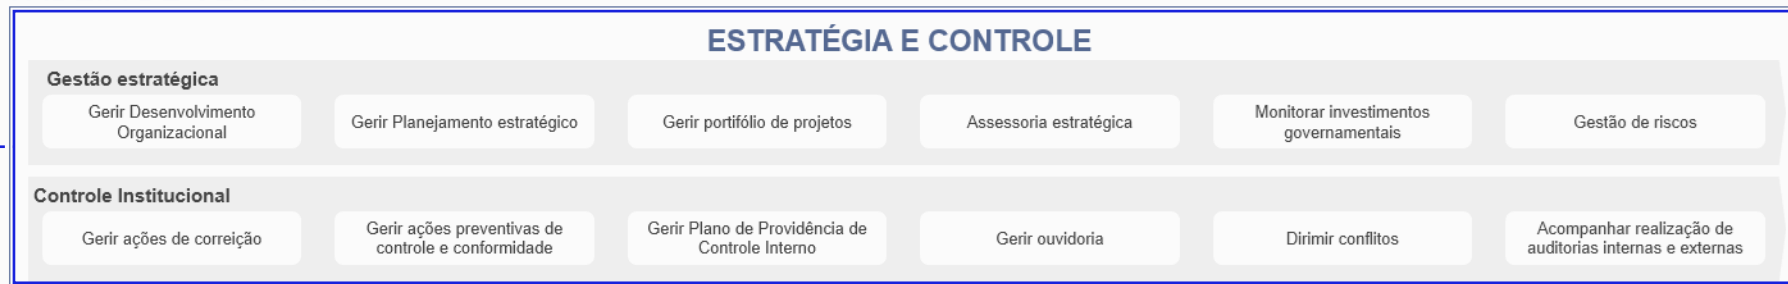 ESTRATÉGIA E CONTROLE
Gestão estratégica
Gerir Desenvolvimento
Organizacional
Gerir Planejamento estratégico
Gerir portifólio de projetos
Assessoria estratégica
Monitorar investimentos
governamentais
Gestão de riscos
Controle Institucional
Gerir ações de correição
Gerir ações preventivas de
controle e conformidade
Gerir Plano de Providência de
Controle Interno
Gerir ouvidoria
Dirimir conflitos
Acompanhar realização de
auditorias internas e externas